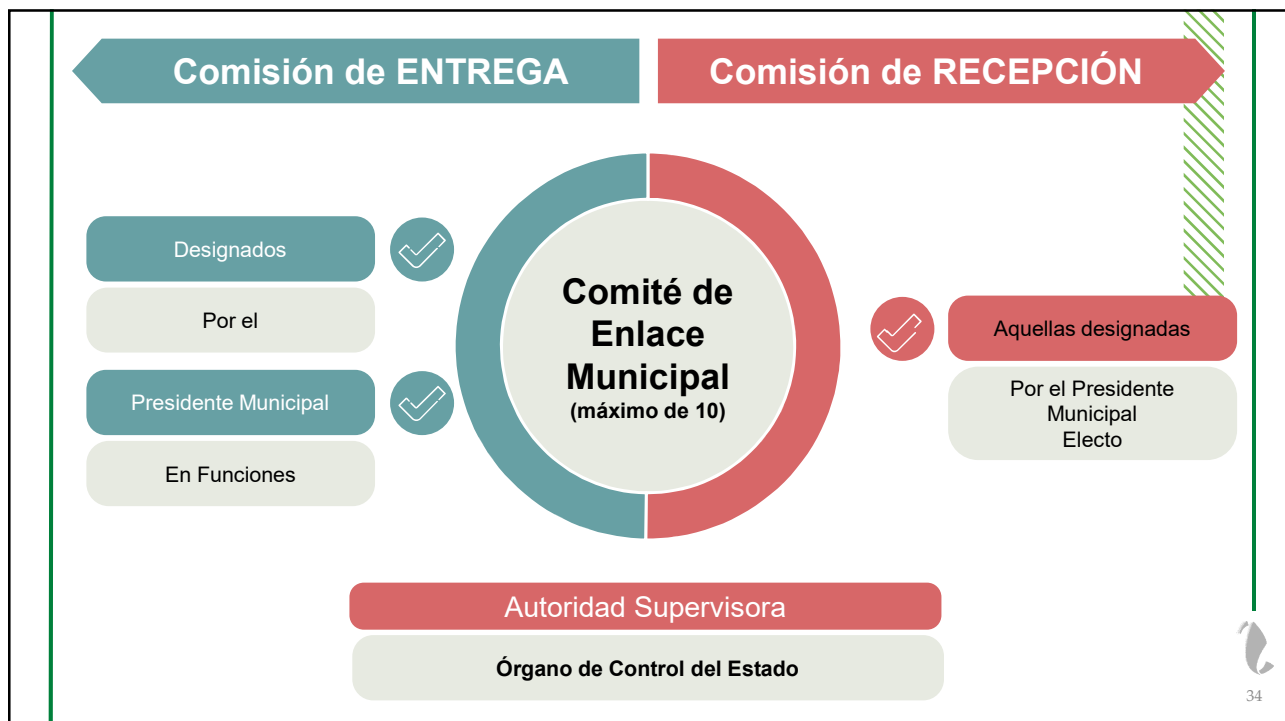 Comisión de ENTREGA
Comisión de RECEPCIÓN
Designados
Por el
Presidente Municipal
En Funciones
Comité de
Enlace
Municipal
(máximo de 10)
Aquellas designadas
Por el Presidente
Municipal
Electo
Autoridad Supervisora
Órgano de Control del Estado
34